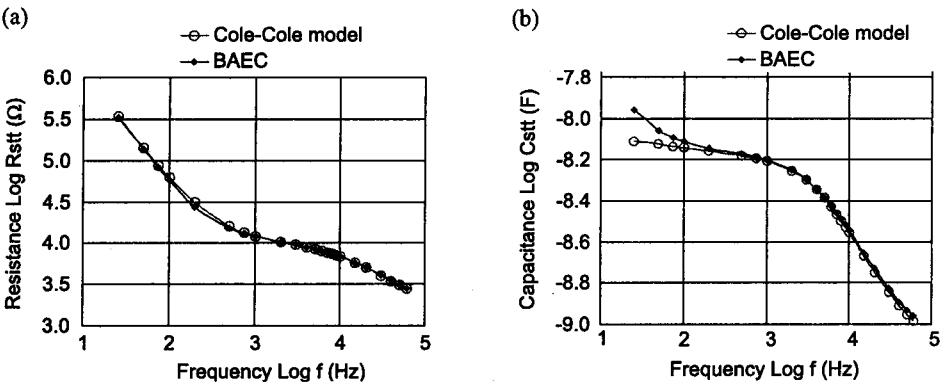 (a)
Cole-Cole model
BAEC
Resistance Log Rstt (Ω)
6.0
5.5
5.0
4.5
4.0
3.5
3.0
1 2 3 4 5
Frequency Log f (Hz)
(b)
Cole-Cole model
BAEC
Capacitance Log Cstt (F)
-7.8
-8.0
-8.2
-8.4
-8.6
-8.8
-9.0
1 2 3 4 5
Frequency Log f (Hz)